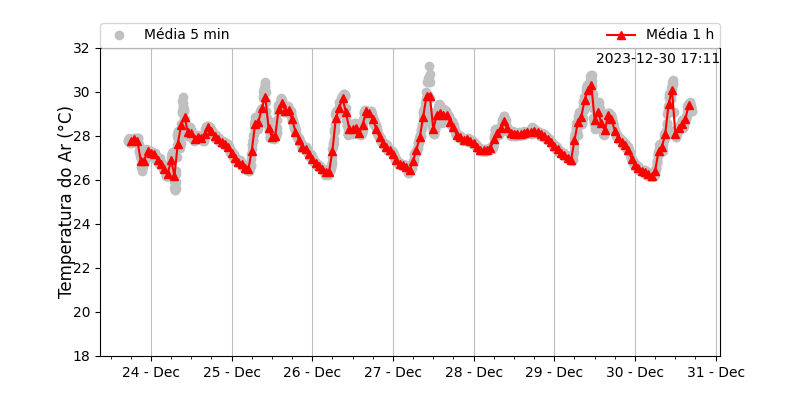 Média 5 min
Média 1 h
2023-12-30 17:11
Temperatura do Ar (°C)
32
30
28
26
24
22
20
18
24 - Dec
25 - Dec
26 - Dec
27 - Dec
28 - Dec
29 - Dec
30 - Dec
31 - Dec